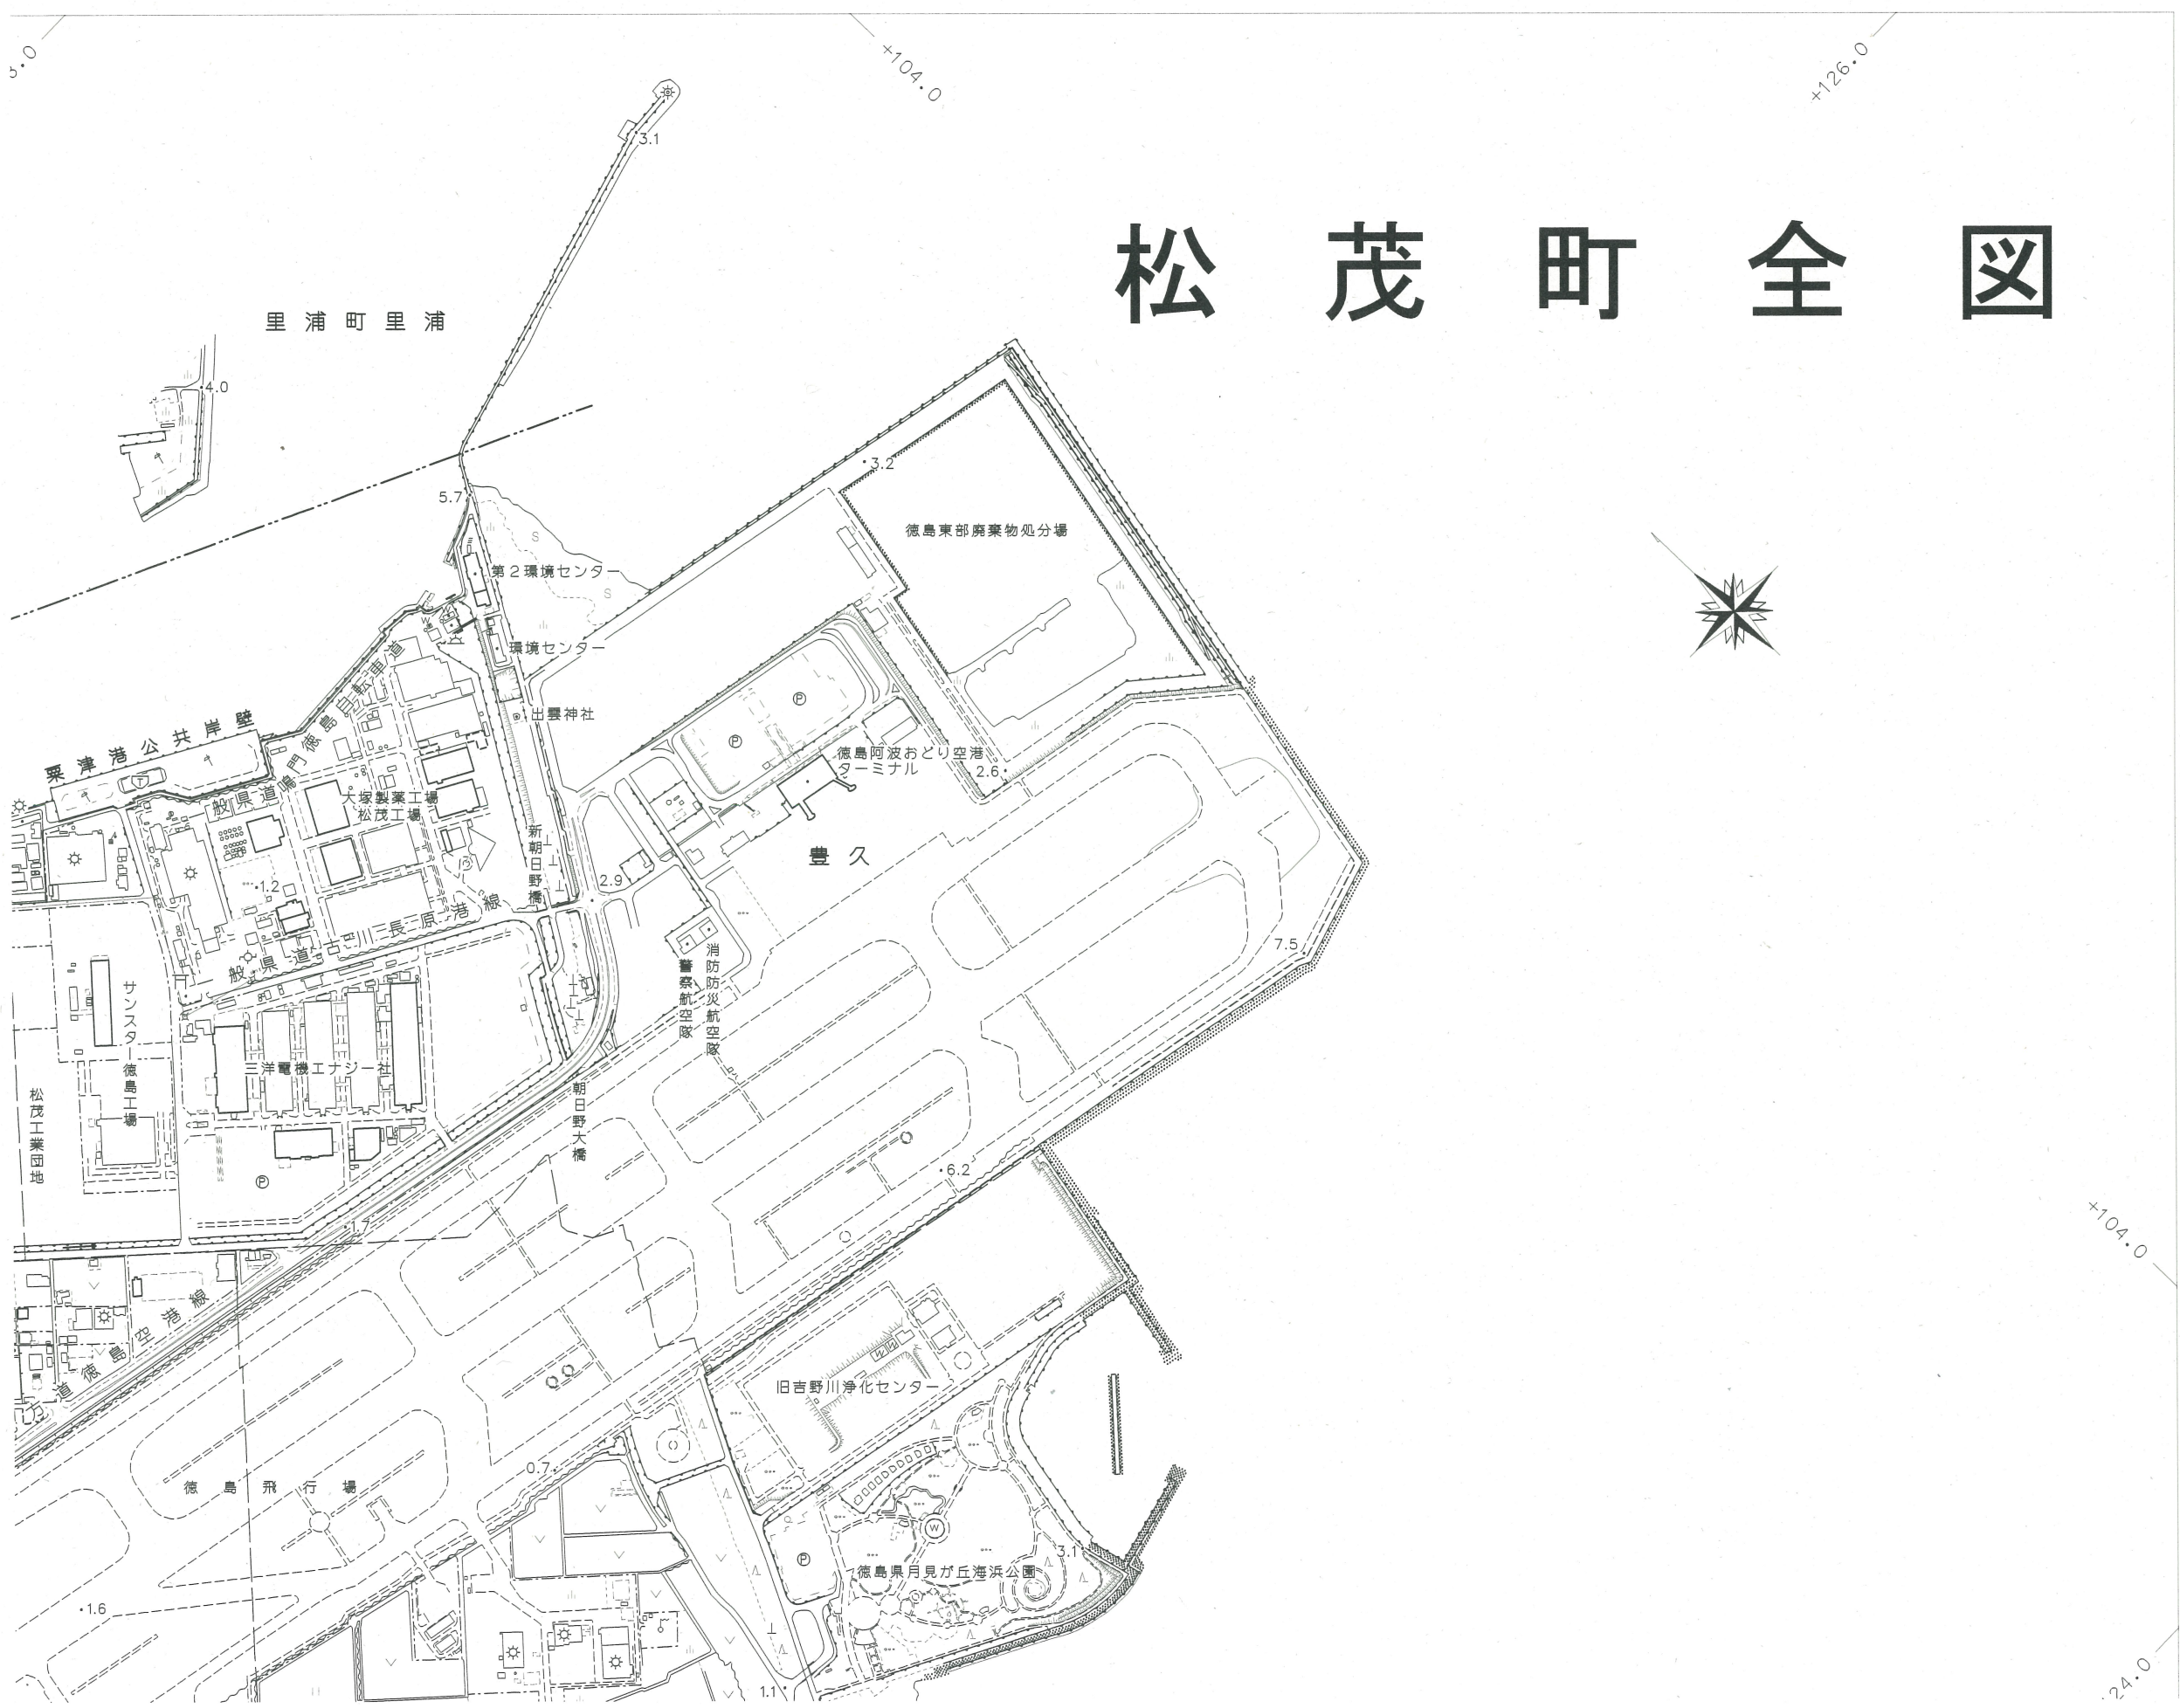 +104.0
+126.0
3.1
松茂町全図
里浦町里浦
4.0
3.2
5.7
徳島東部廃棄物処分場
S
第2環境センター
S
W
環境センター
出雲神社
P
P
粟津港公共岸壁
般県道鳴門徳島自転車道
徳島阿波おどり空港
ターミナル
2.6
大塚製薬工場
松茂工場
新朝日野橋
豊久
2.9
1.2
般県道古川長原港線
7.5
消防防災航空隊
警察航空隊
サンスター徳島工場
三洋電機エナジー社
松茂工業団地
朝日野大橋
6.2
P
1.7
+104.0
道徳島空港線
旧吉野川浄化センター
0.7
徳島飛行場
W
P
3.1
徳島県月見が丘海浜公園
1.6
1.1
24.0